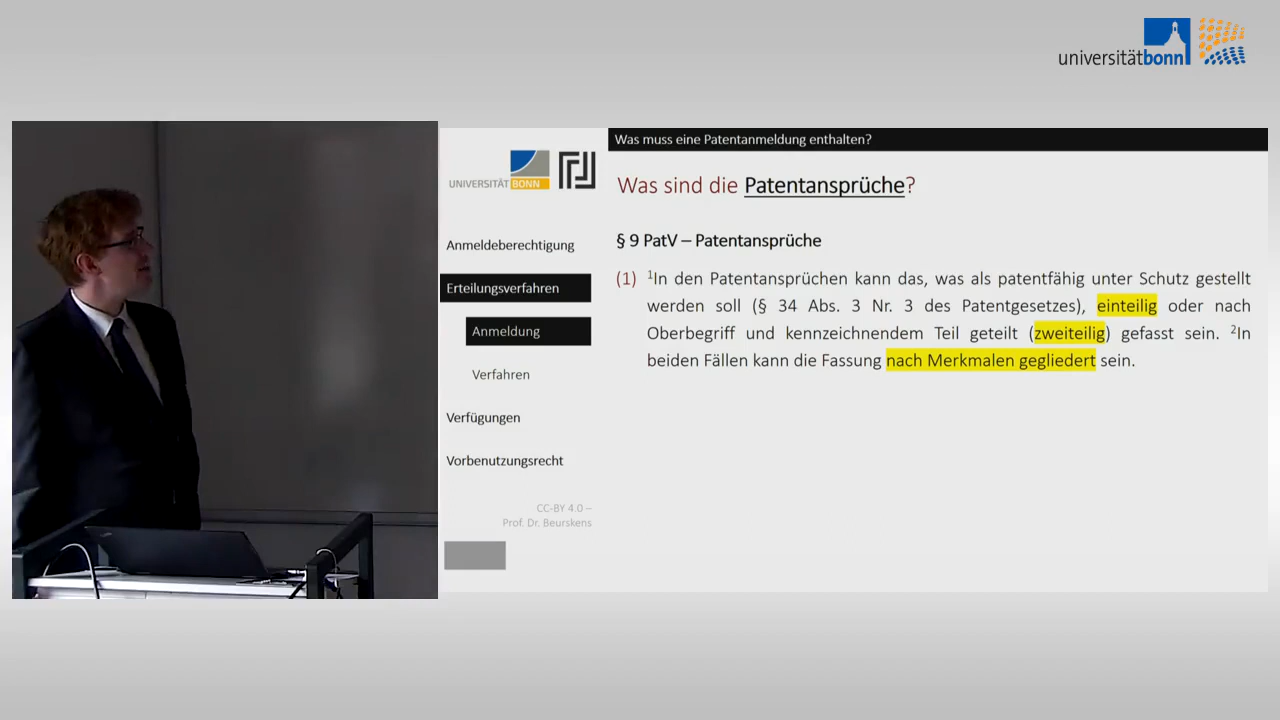 universitätbonn
Was muss eine Patentanmeldung enthalten?
UNIVERSITÄT BONN
Was sind die Patentansprüche?
Anmeldeberechtigung
Erteilungsverfahren
Anmeldung
Verfahren
Verfügungen
Vorbenutzungsrecht
CC-BY 4.0 –
Prof. Dr. Beurskens
§ 9 PatV – Patentansprüche
(1) ¹In den Patentansprüchen kann das, was als patentfähig unter Schutz gestellt
werden soll (§ 34 Abs. 3 Nr. 3 des Patentgesetzes), einteilig oder nach
Oberbegriff und kennzeichnendem Teil geteilt (zweiteilig) gefasst sein. ²In
beiden Fällen kann die Fassung nach Merkmalen gegliedert sein.